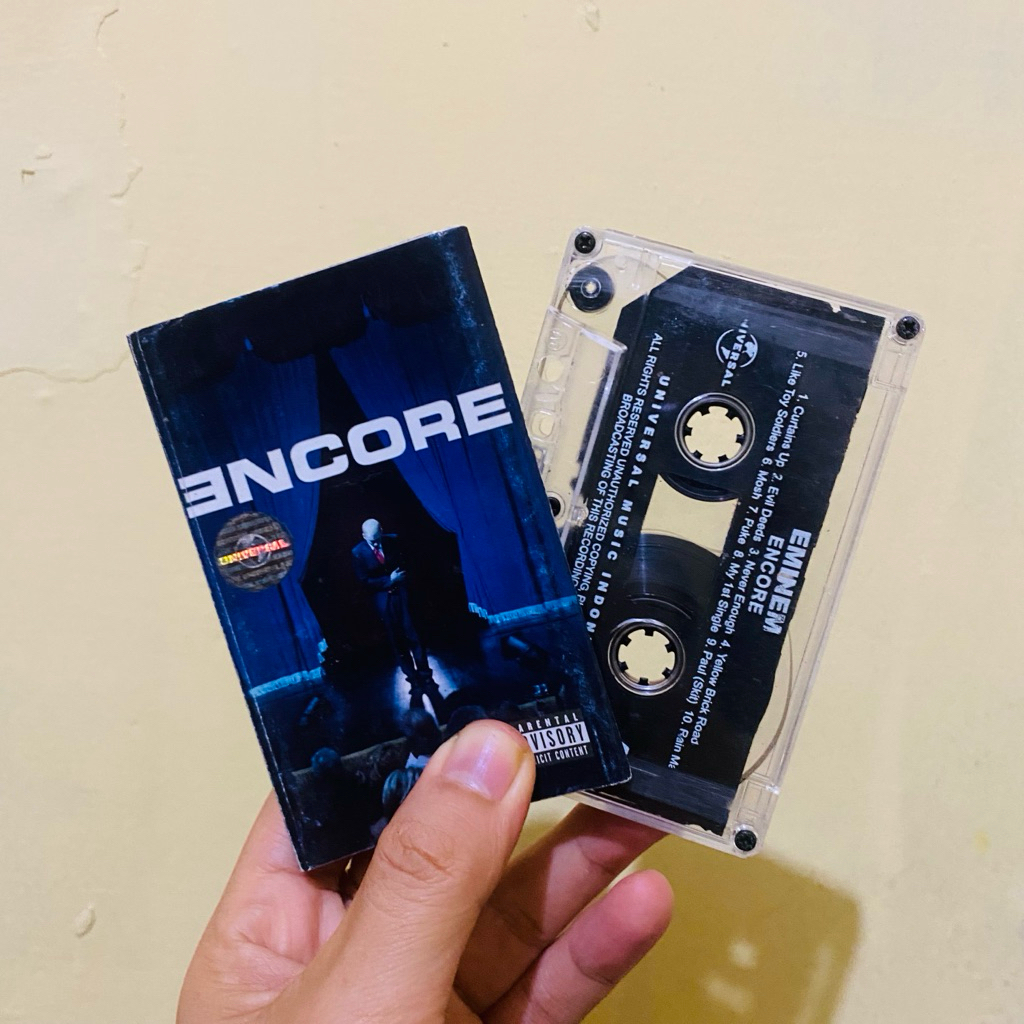 ƎNCORE
UNIVERSAL
PARENTAL
ADVISORY
EXPLICIT CONTENT
EMINEM
ENCORE
1. Curtains Up 2. Evil Deeds 3. Never Enough 4. Yellow Brick Road
5. Like Toy Soldiers 6. Mosh 7. Puke 8. My 1st Single 9. Paul (Skit) 10. Rain Ma
UNIVERSAL
UNIVERSAL MUSIC INDON
ALL RIGHTS RESERVED UNAUTHORIZED COPYING, P
BROADCASTING OF THIS RECORDING